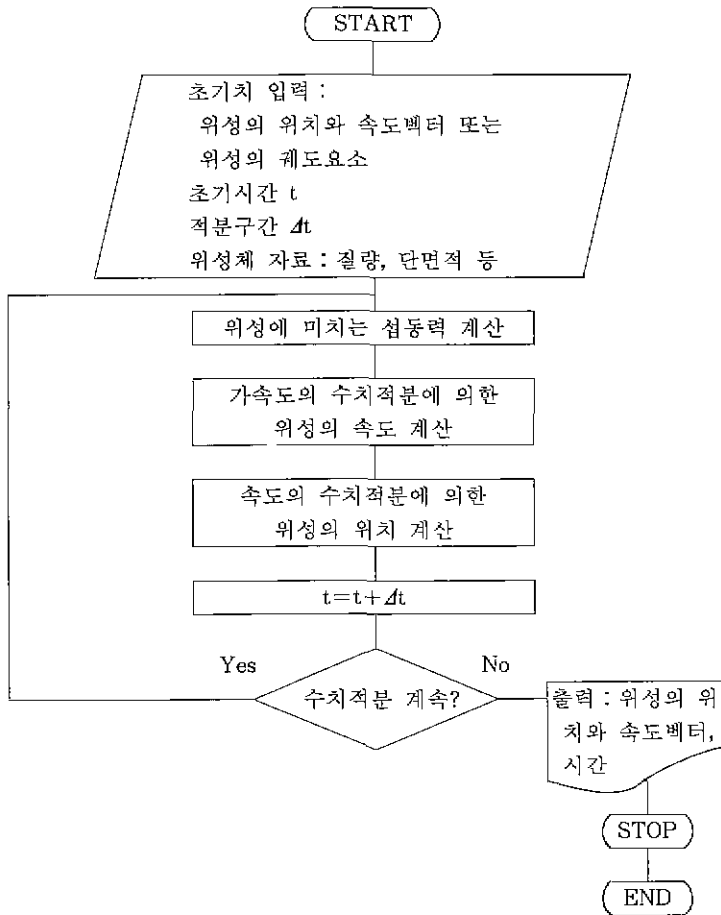 START
초기치 입력 :
위성의 위치와 속도벡터 또는
위성의 궤도요소
초기시간 t
적분구간 Δt
위성체 자료 : 질량, 단면적 등
위성에 미치는 섭동력 계산
가속도의 수치적분에 의한
위성의 속도 계산
속도의 수치적분에 의한
위성의 위치 계산
t=t+Δt
Yes
No
수치적분 계속?
출력 : 위성의 위
치와 속도벡터,
시간
STOP
END